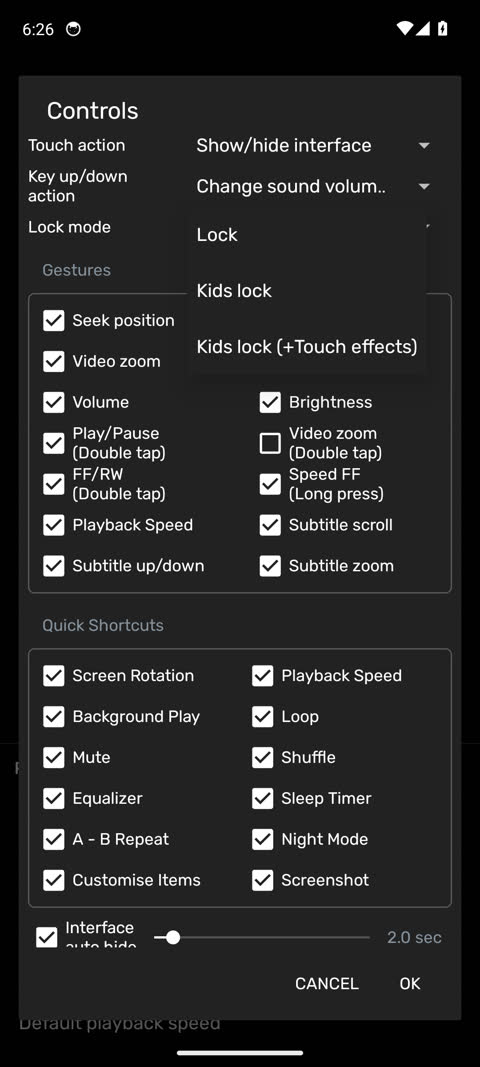 6:26
Controls
Touch action
Show/hide interface
Key up/down
action
Change sound volum..
Lock mode
Lock
Kids lock
Kids lock (+Touch effects)
Gestures
Seek position
Video zoom
Volume
Brightness
Play/Pause
(Double tap)
Video zoom
(Double tap)
FF/RW
(Double tap)
Speed FF
(Long press)
Playback Speed
Subtitle scroll
Subtitle up/down
Subtitle zoom
Quick Shortcuts
Screen Rotation
Playback Speed
Background Play
Loop
Mute
Shuffle
Equalizer
Sleep Timer
A - B Repeat
Night Mode
Customise Items
Screenshot
Interface
auto hide
2.0 sec
CANCEL
OK
Default playback speed